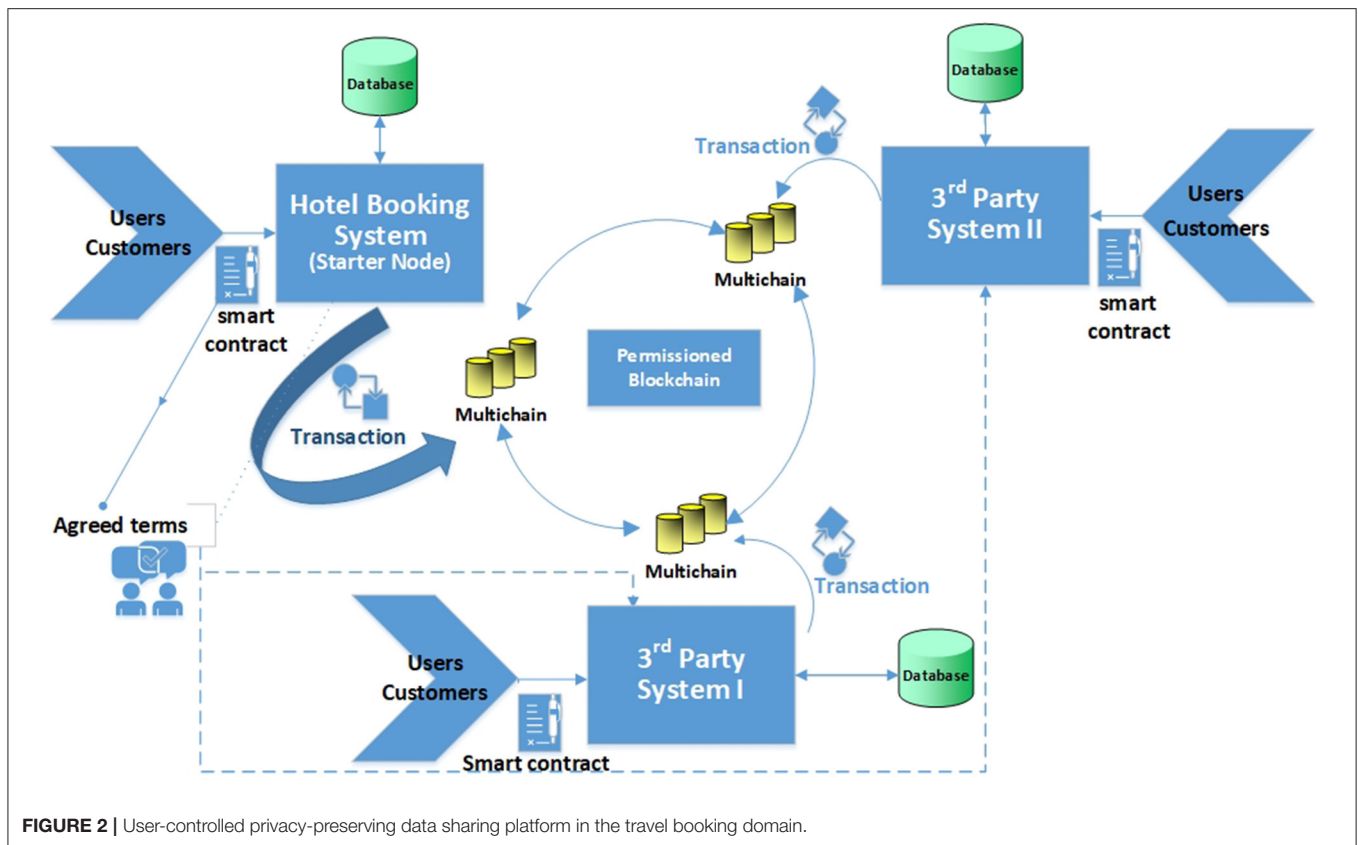 Database
Users
Customers
Hotel Booking
System
(Starter Node)
smart
contract
Transaction
Agreed terms
Database
Transaction
3rd Party
System II
Users
Customers
smart
contract
Multichain
Permissioned
Blockchain
Multichain
Multichain
Transaction
Users
Customers
Smart contract
3rd Party
System I
Database
FIGURE 2 | User-controlled privacy-preserving data sharing platform in the travel booking domain.